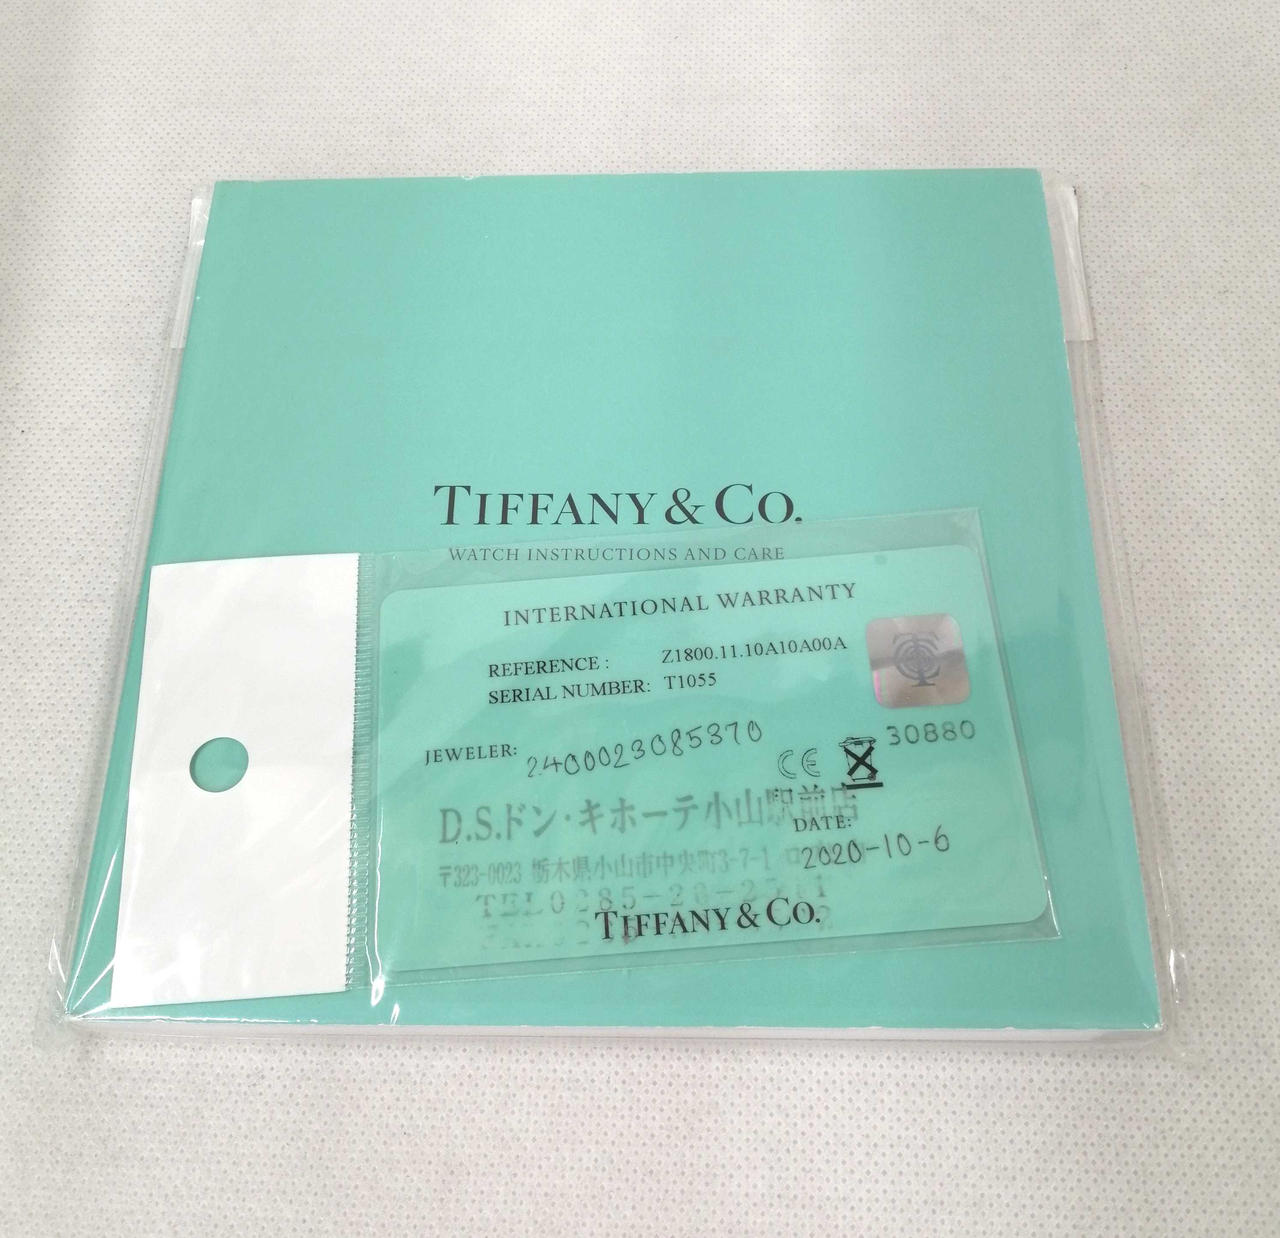 TIFFANY & CO.
WATCH INSTRUCTIONS AND CARE
INTERNATIONAL WARRANTY
REFERENCE : Z1800.11.10A10A00A
SERIAL NUMBER: T1055
JEWELER: 2400023085370
CE 30880
D.S.ドン・キホーテ小山駅前店
DATE:
〒323-0023 栃木県小山市中央町3-7-1
2020-10-6
TIFFANY & CO.